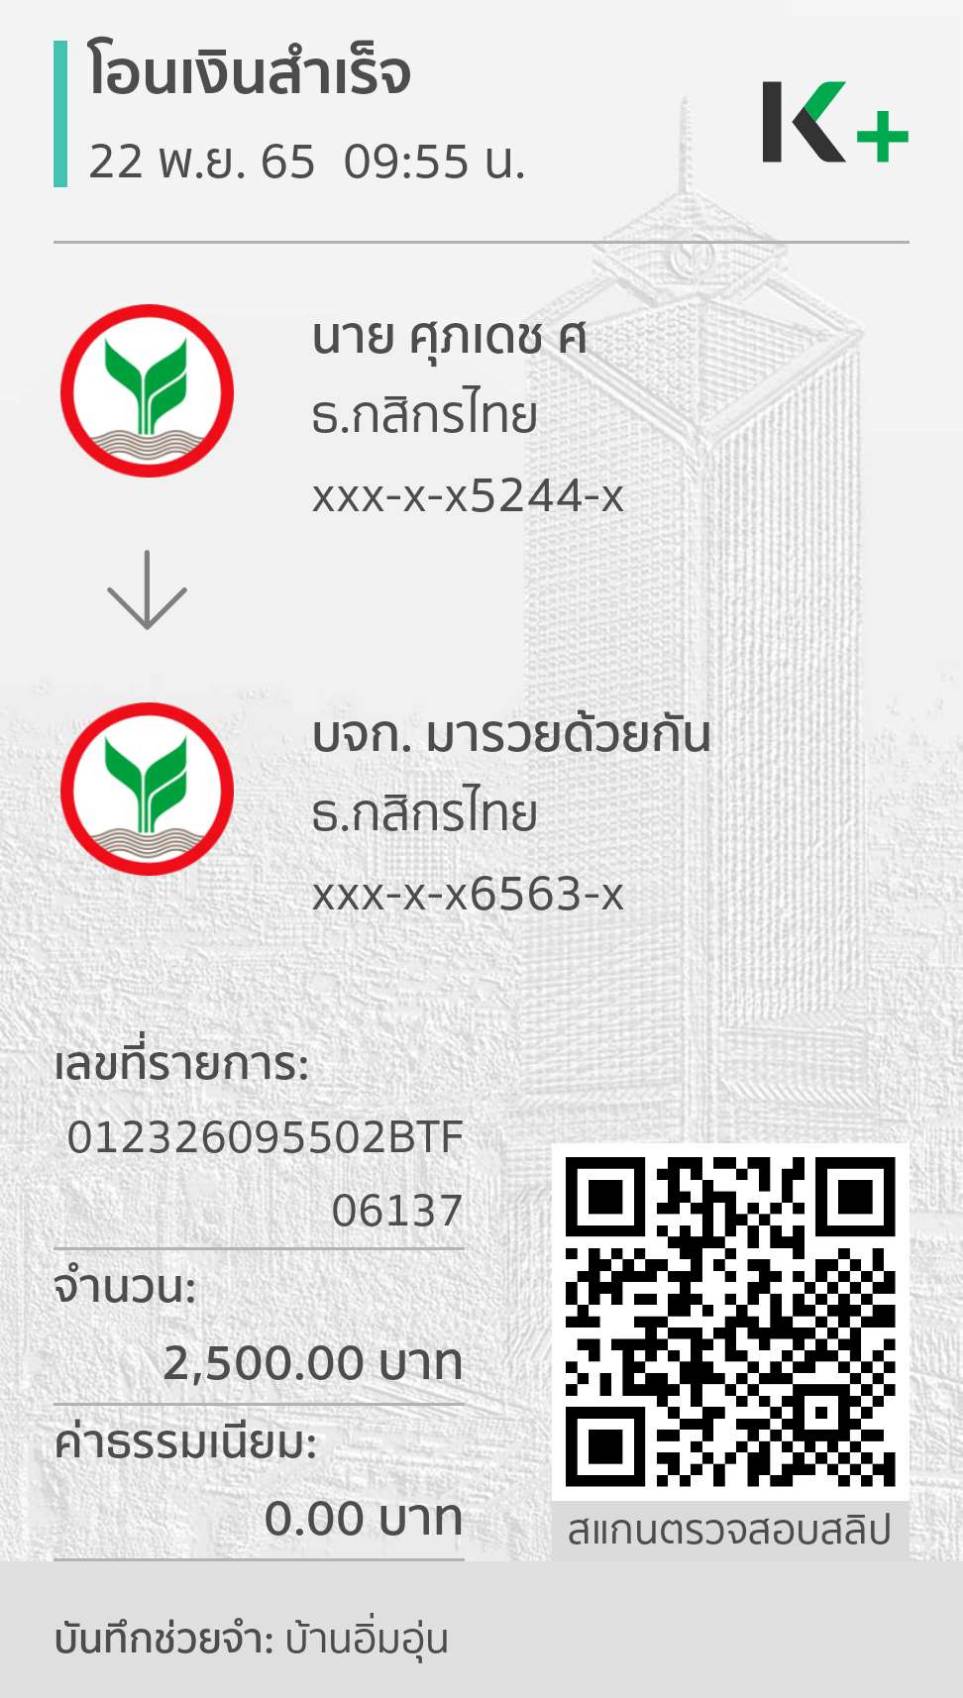 โอนเงินสำเร็จ
22 พ.ย. 65 09:55 น.
K+
นาย ศุภเดช ศ
ธ.กสิกรไทย
xxx-x-x5244-x
บจก. มารวยด้วยกัน
ธ.กสิกรไทย
xxx-x-x6563-x
เลขที่รายการ:
012326095502BTF
06137
จำนวน:
2,500.00 บาท
ค่าธรรมเนียม:
0.00 บาท
สแกนตรวจสอบสลิป
บันทึกช่วยจำ: บ้านอิ่มอุ่น